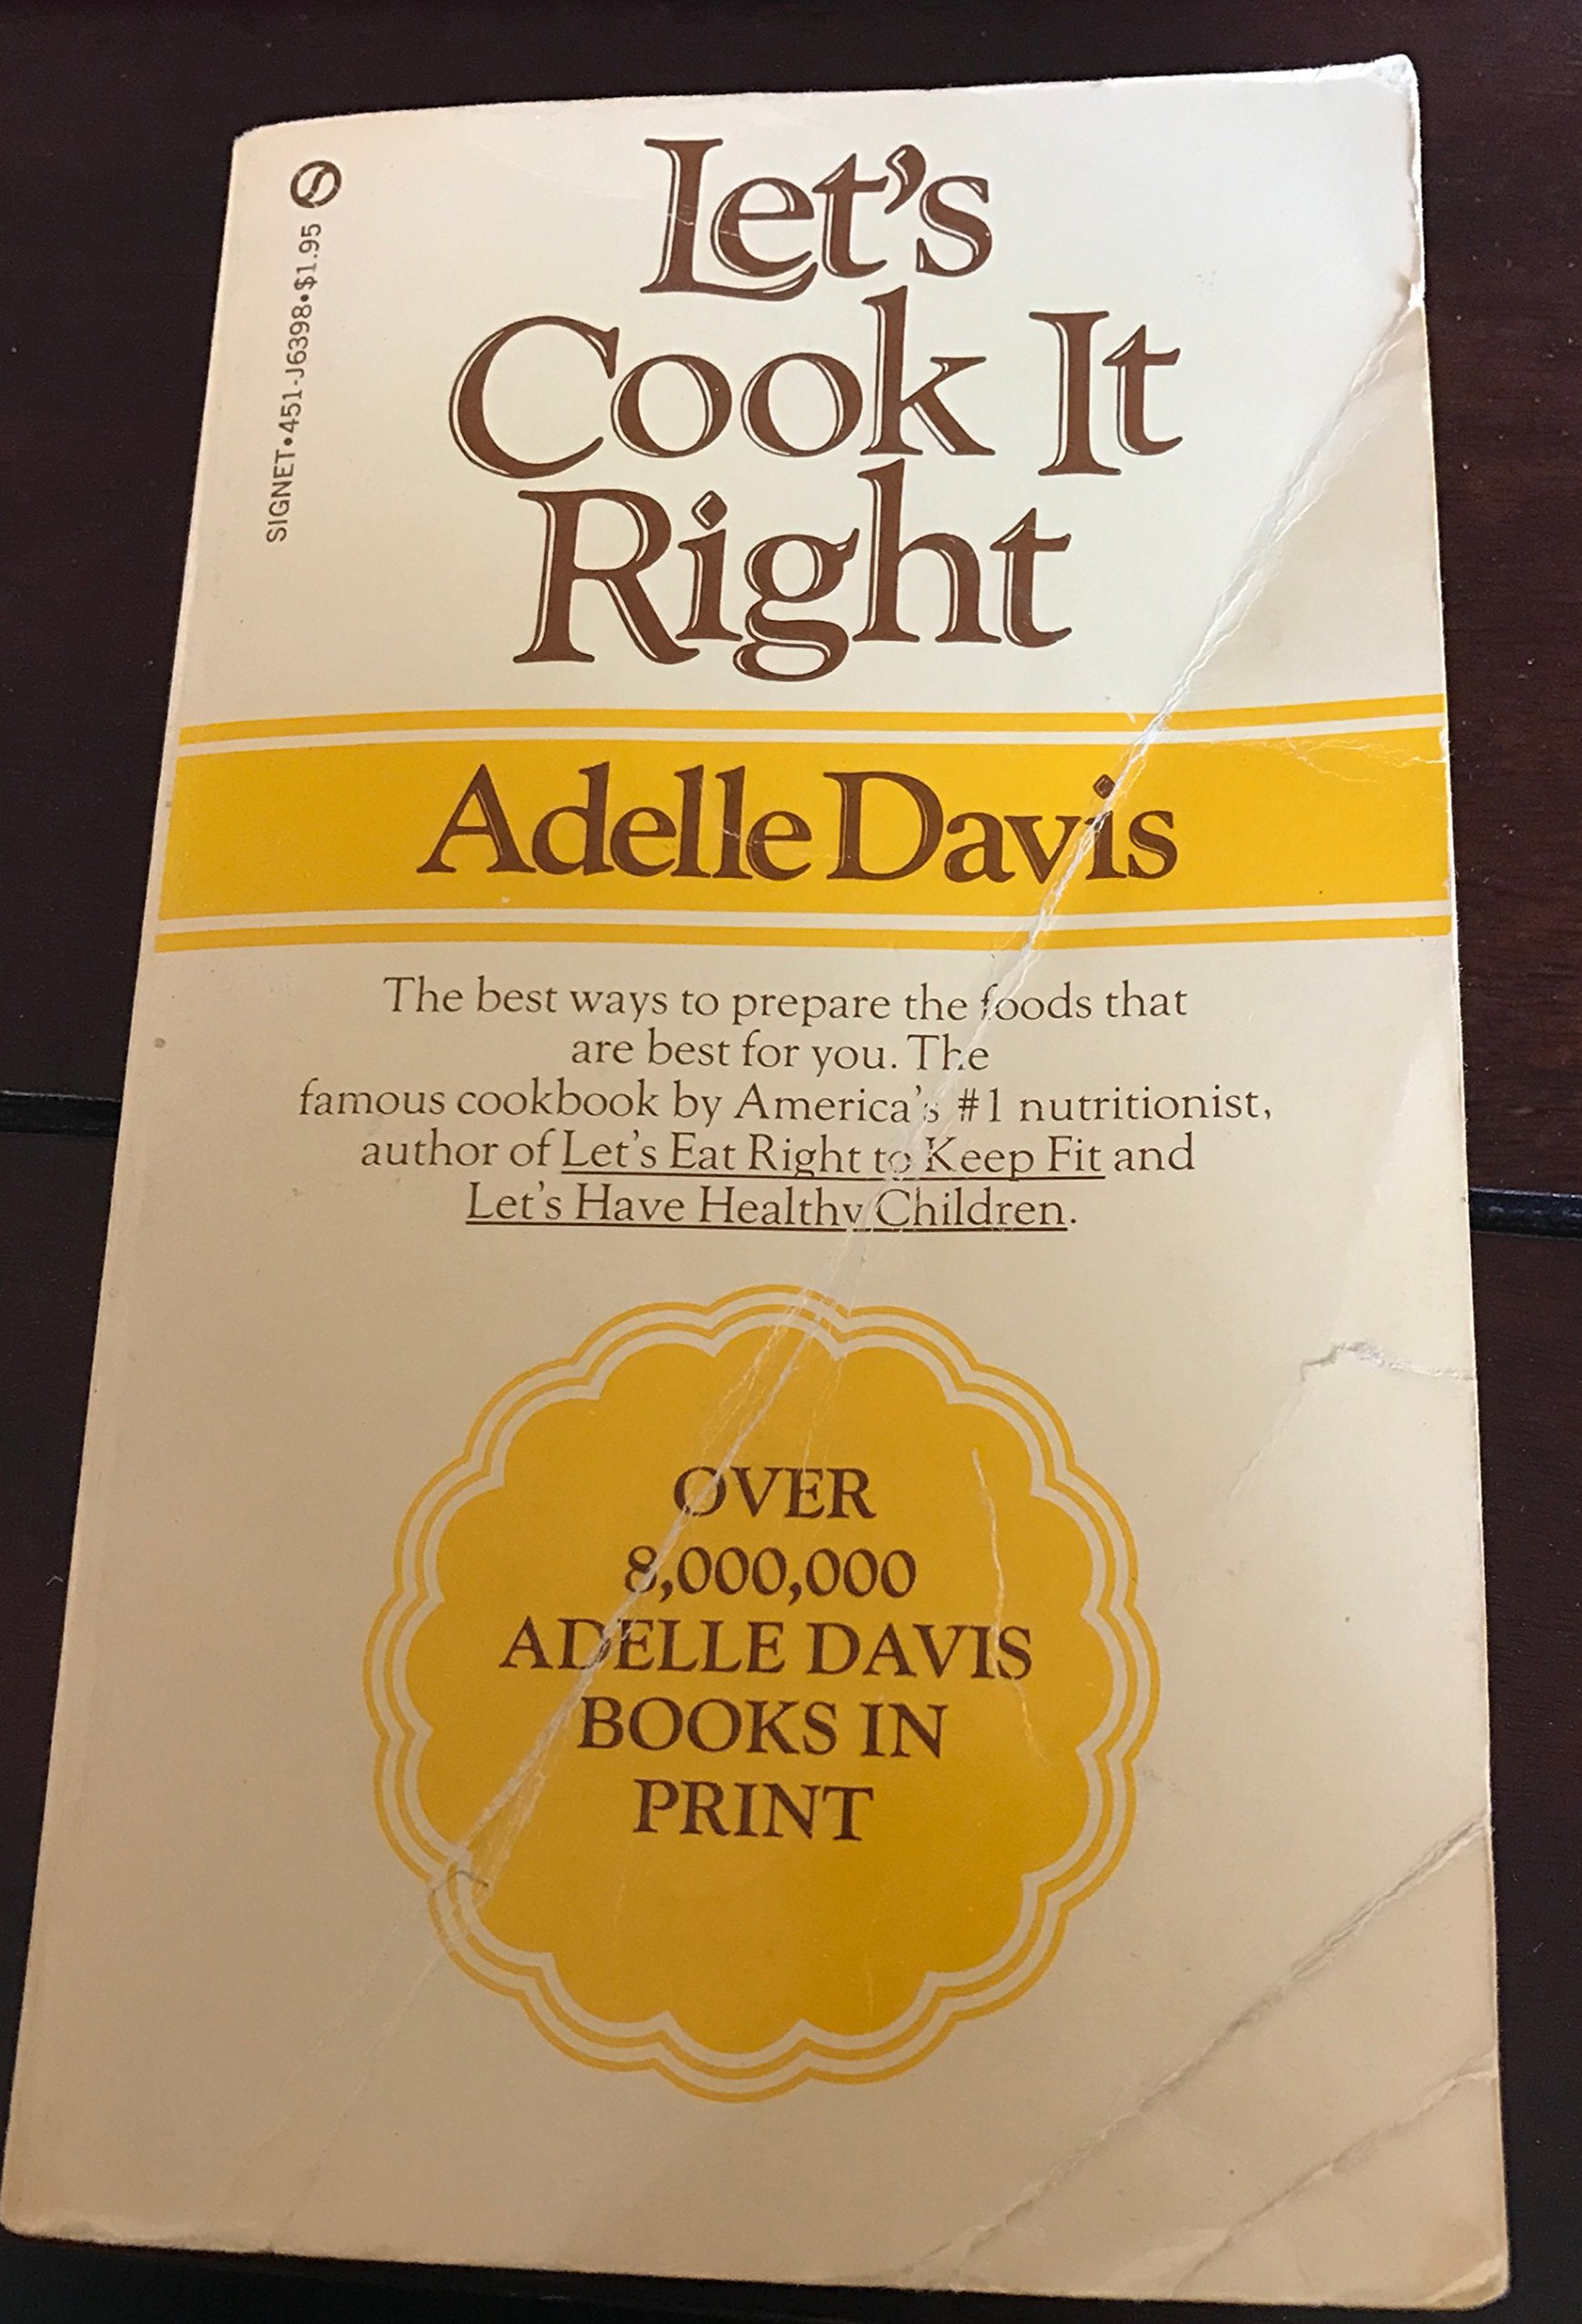 SIGNET • 451-J6398 • $1.95
Let's
Cook It
Right
Adelle Davis
The best ways to prepare the foods that
are best for you. The
famous cookbook by America's #1 nutritionist,
author of Let's Eat Right to Keep Fit and
Let's Have Healthy Children.
OVER
8,000,000
ADELLE DAVIS
BOOKS IN
PRINT